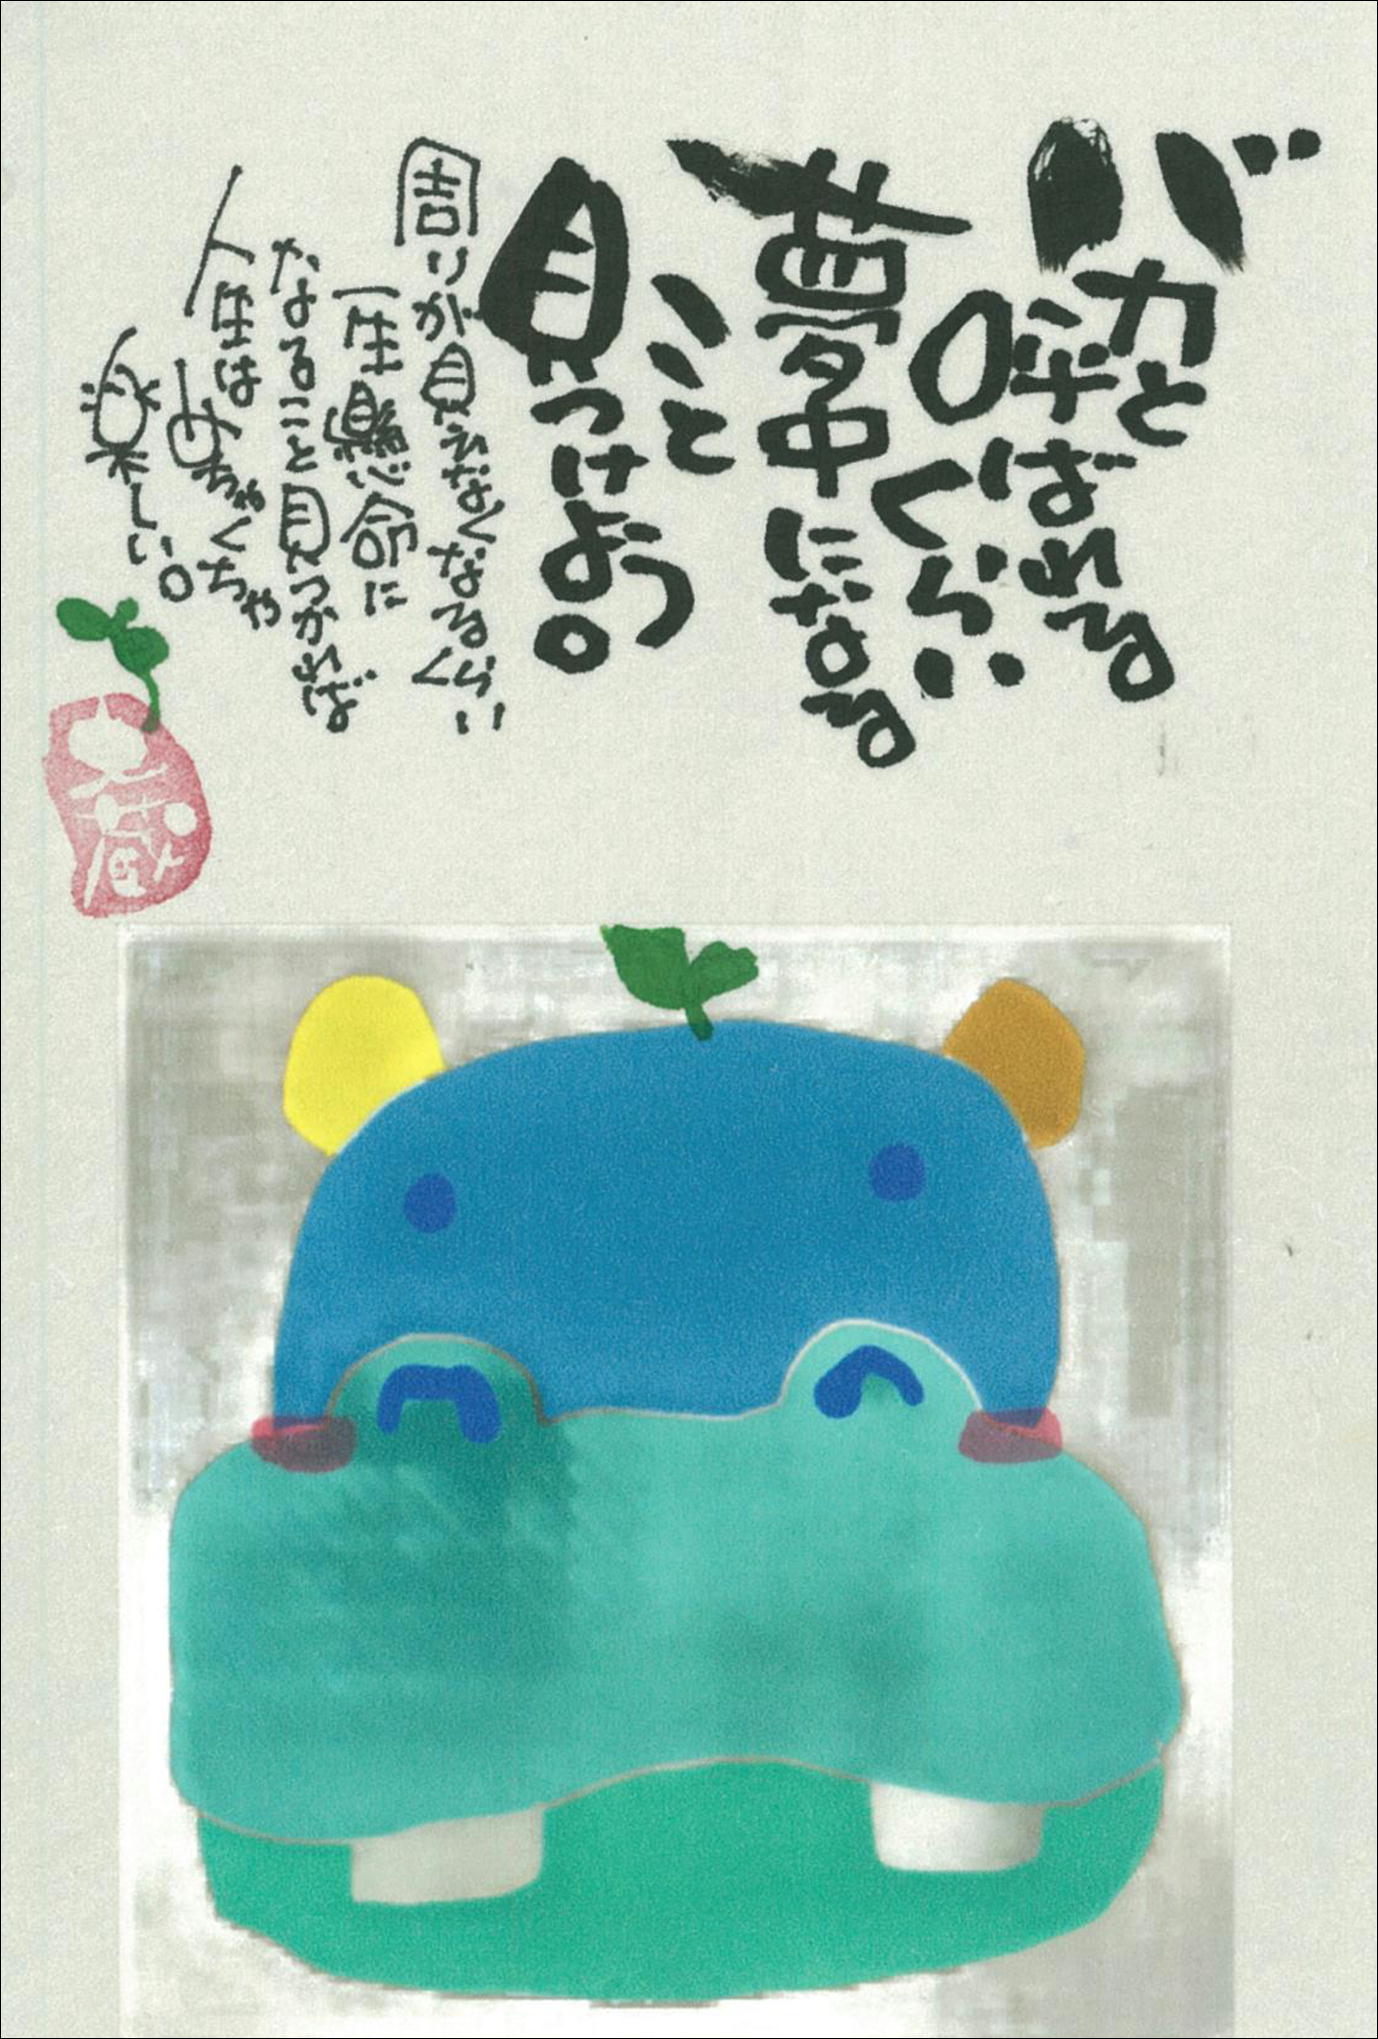 バカと
呼ばれる
くらい
夢中になる
こと
見つけよう。
周りが見えなくなるくらい
一生懸命に
なること見つかれば
人生は
めちゃくちゃ
楽しい。